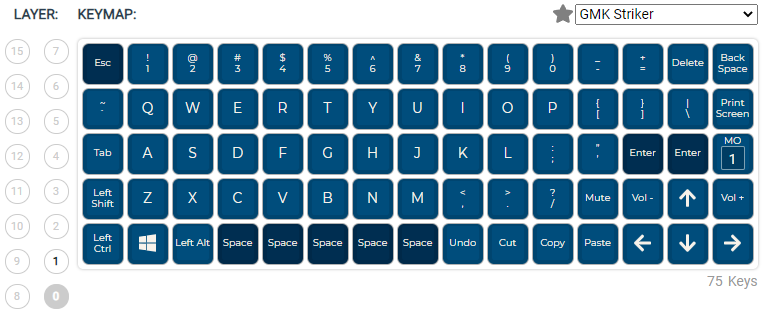 LAYER: KEYMAP: GMK Striker
15 7 Esc ! 1 @ 2 # 3 $ 4 % 5 ^ 6 & 7 * 8 ( 9 ) 0 _ - + = Delete Back Space
14 6 ~ ` Q W E R T Y U I O P { [ } ] | \ Print Screen
13 5
12 4 Tab A S D F G H J K L : ; " ' Enter Enter MO 1
11 3 Left Shift Z X C V B N M < , > . ? / Mute Vol - Vol +
10 2
9 1 Left Ctrl Left Alt Space Space Space Space Space Undo Cut Copy Paste
8 0
75 Keys